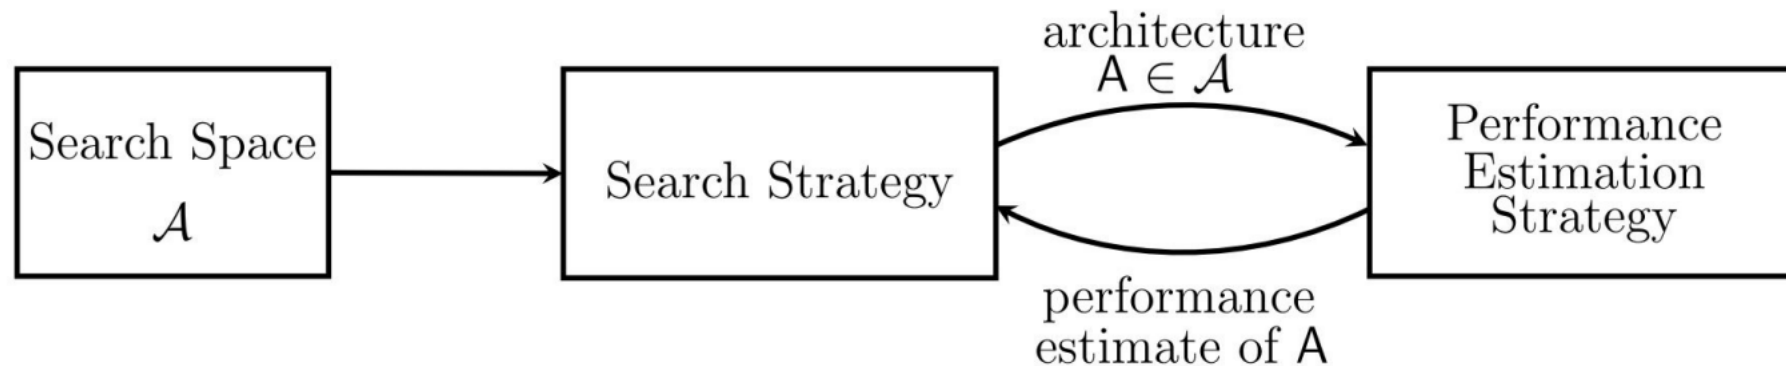 Search Space
𝒜
Search Strategy
architecture
A ∈ 𝒜
performance
estimate of A
Performance
Estimation
Strategy